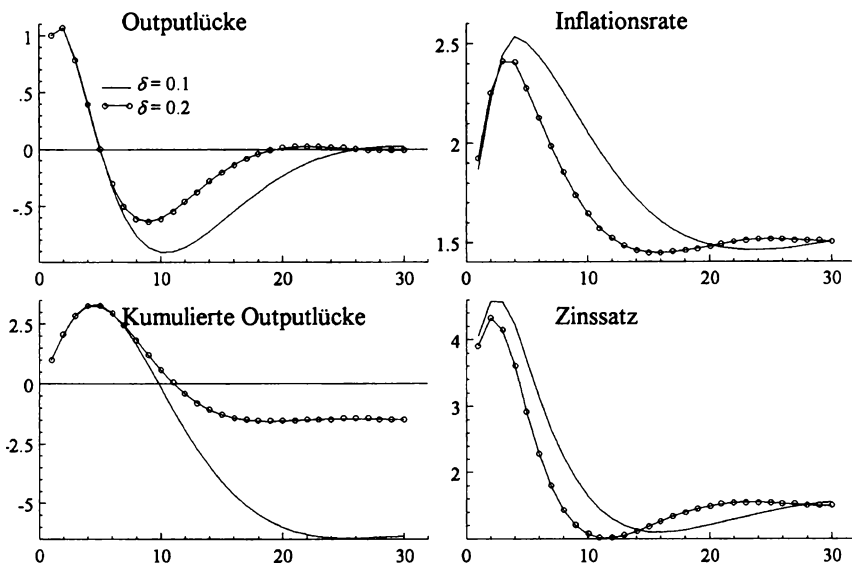 Outputlücke
1
.5
0
-.5
δ = 0.1
δ = 0.2
0 10 20 30
Inflationsrate
2.5
2
1.5
0 10 20 30
Kumulierte Outputlücke
2.5
0
-2.5
-5
0 10 20 30
Zinssatz
4
3
2
0 10 20 30